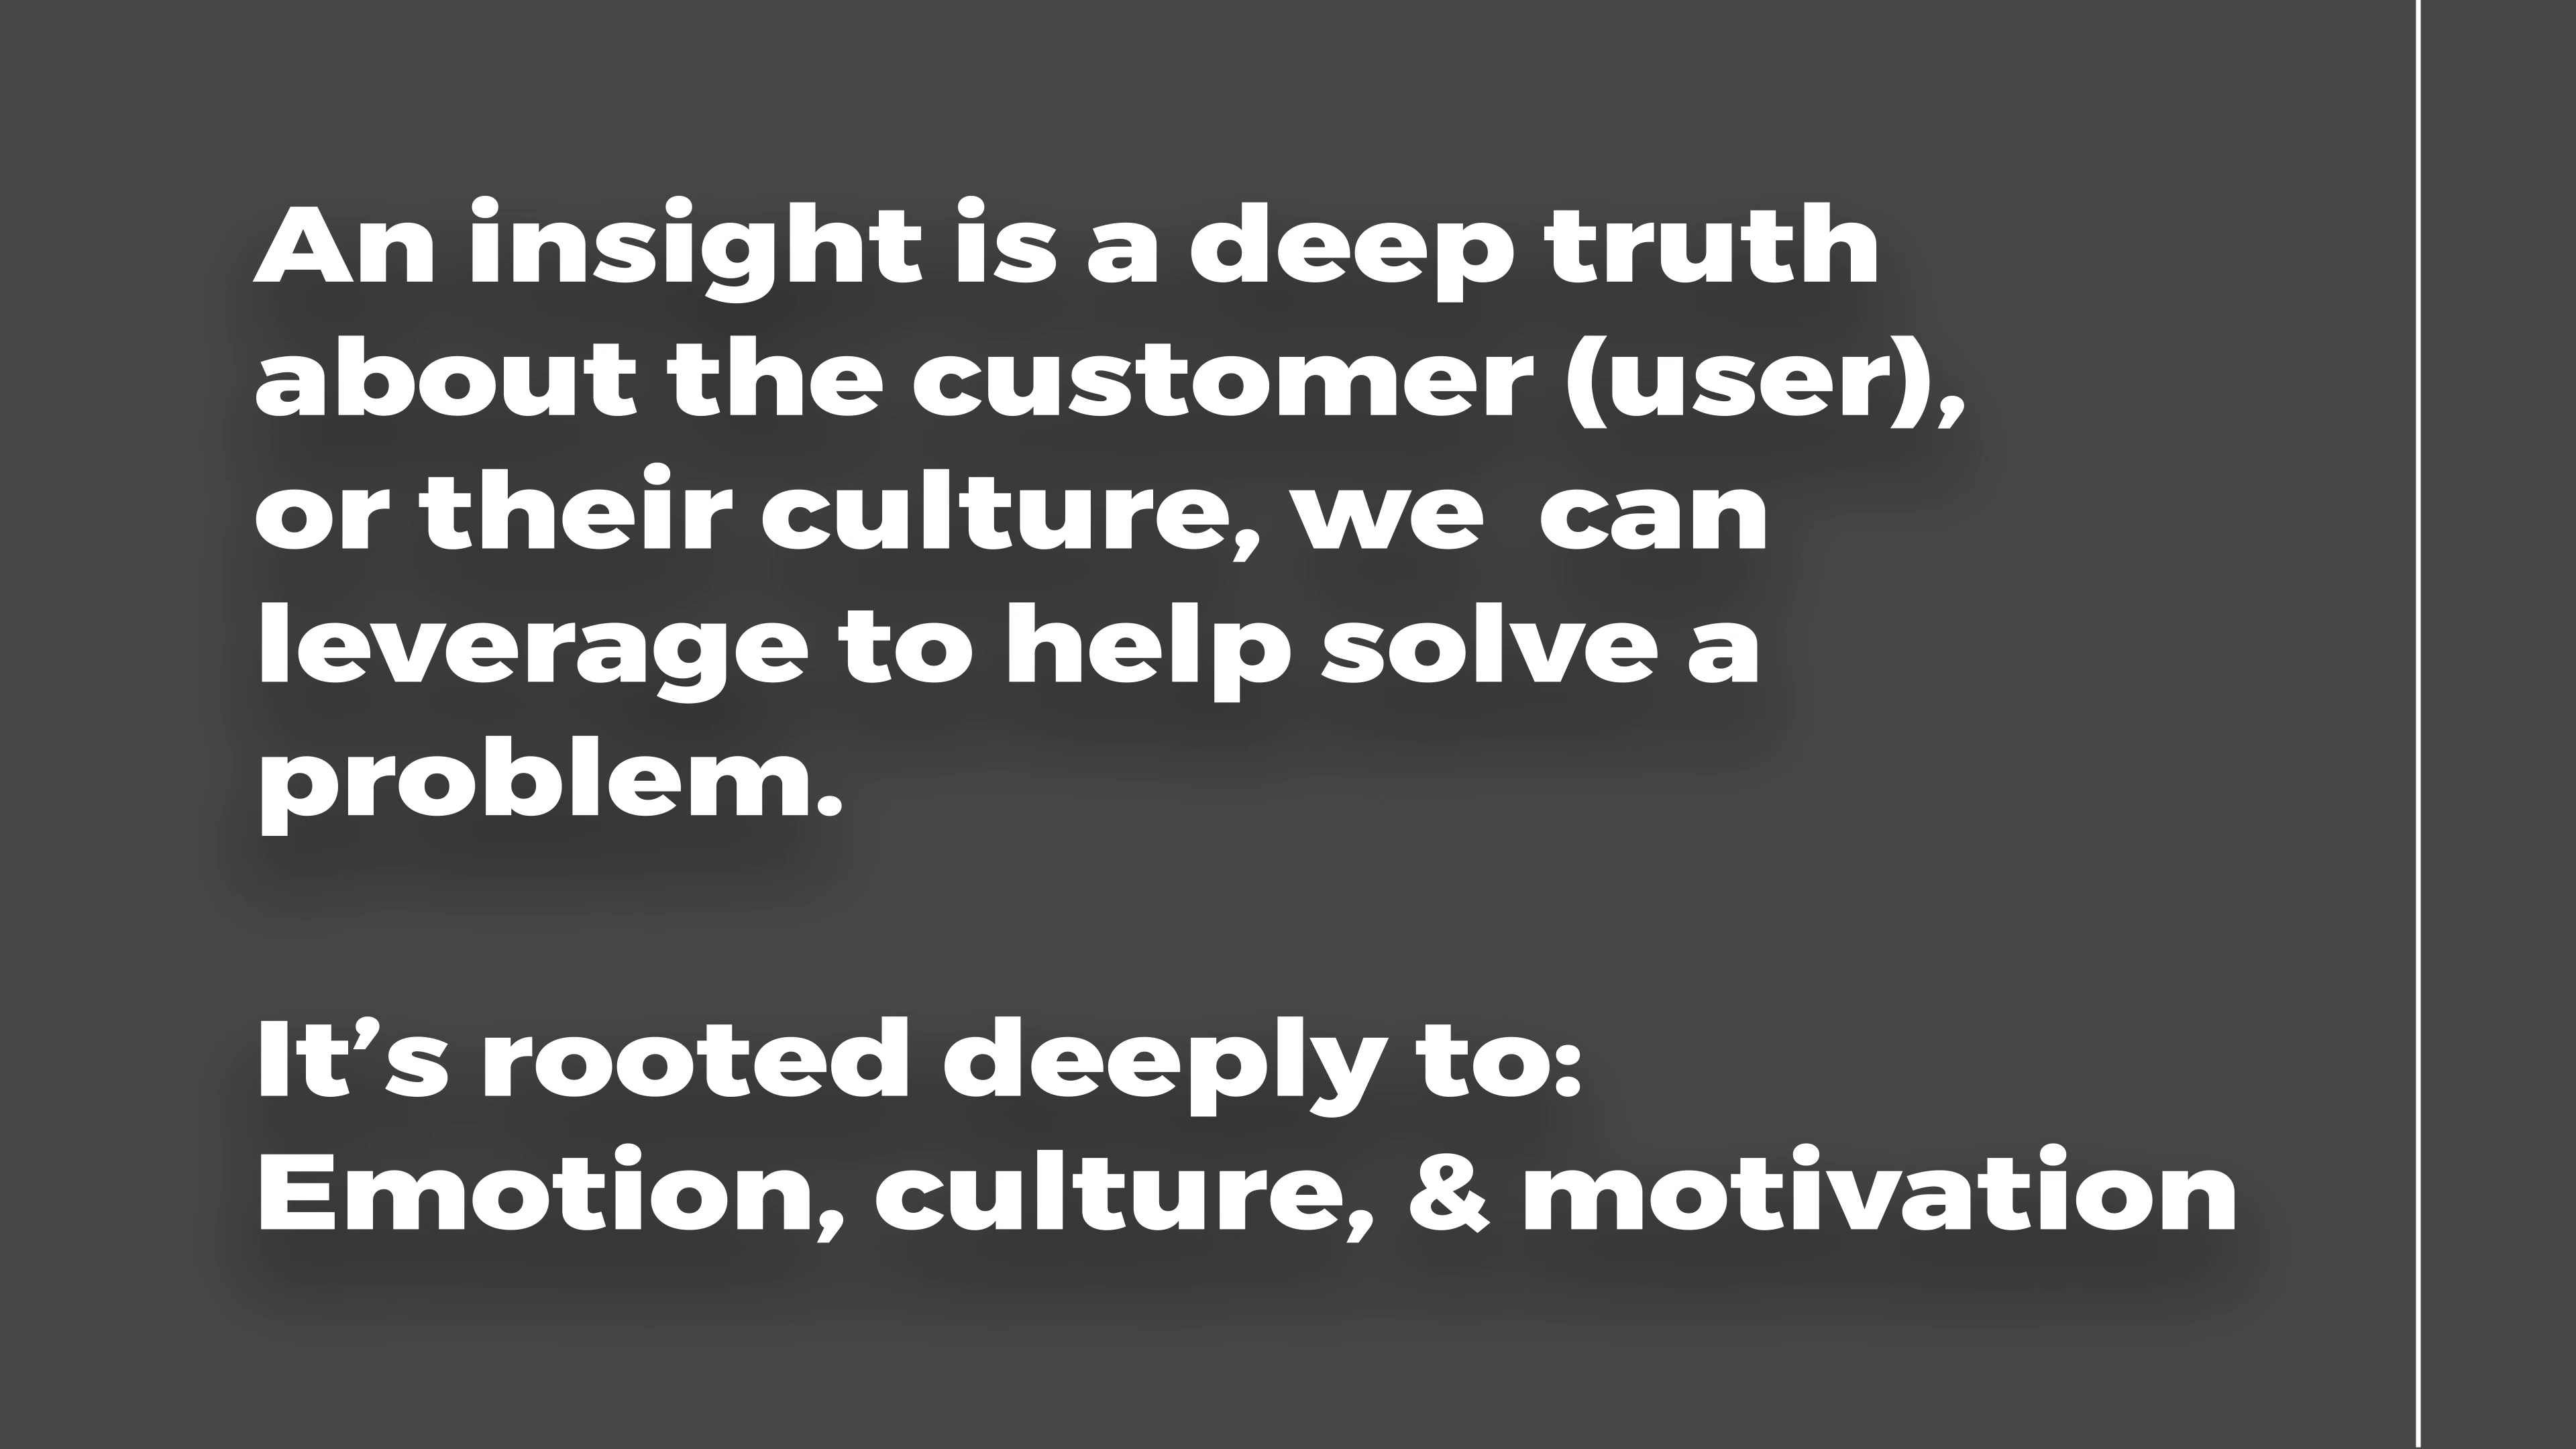 An insight is a deep truth
about the customer (user),
or their culture, we  can
leverage to help solve a
problem.
It’s rooted deeply to:
Emotion, culture, & motivation